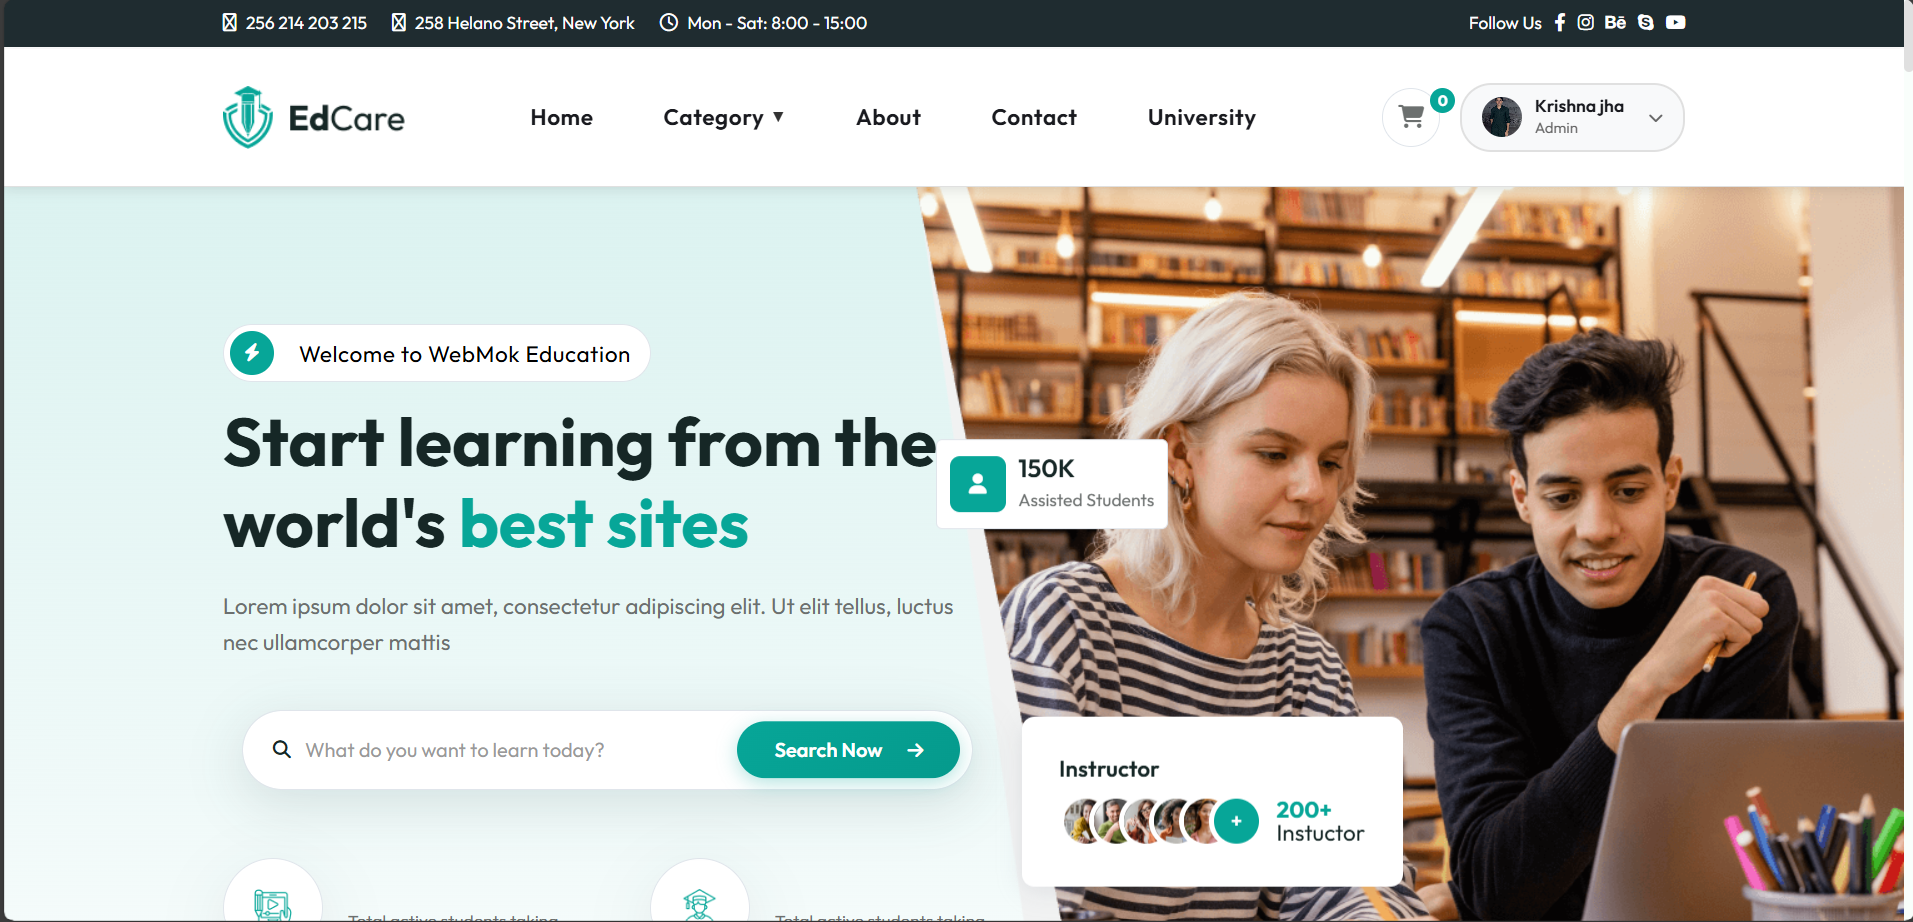 256 214 203 215 258 Helano Street, New York Mon - Sat: 8:00 - 15:00 Follow Us
EdCare Home Category About Contact University 0 Krishna jha
Admin
Welcome to WebMok Education
Start learning from the
world's best sites
150K
Assisted Students
Lorem ipsum dolor sit amet, consectetur adipiscing elit. Ut elit tellus, luctus
nec ullamcorper mattis
What do you want to learn today? Search Now
Instructor
200+
Instuctor
Total active students taking Total active students taking